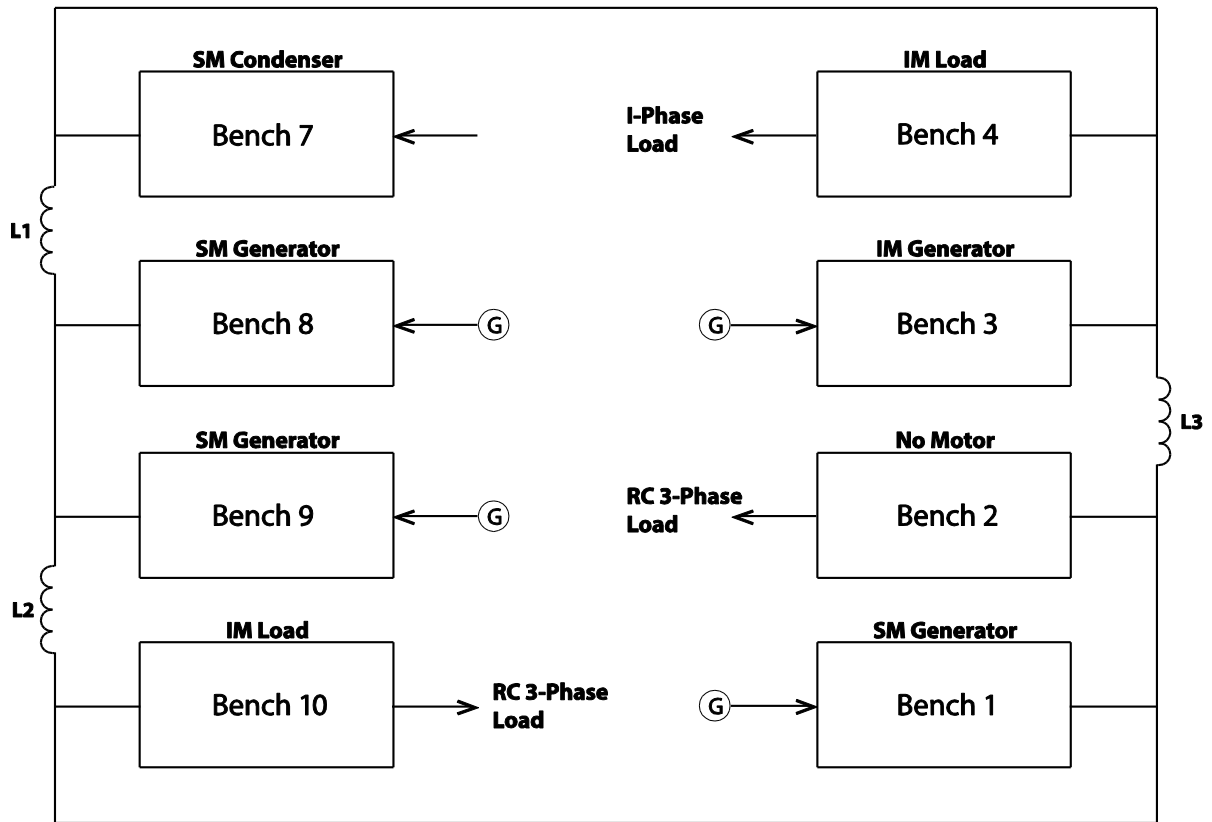 SM Condenser
Bench 7
IM Load
Bench 4
I-Phase
Load
L1
SM Generator
Bench 8
G
IM Generator
Bench 3
G
L3
SM Generator
Bench 9
G
No Motor
Bench 2
RC 3-Phase
Load
L2
IM Load
Bench 10
RC 3-Phase
Load
SM Generator
Bench 1
G